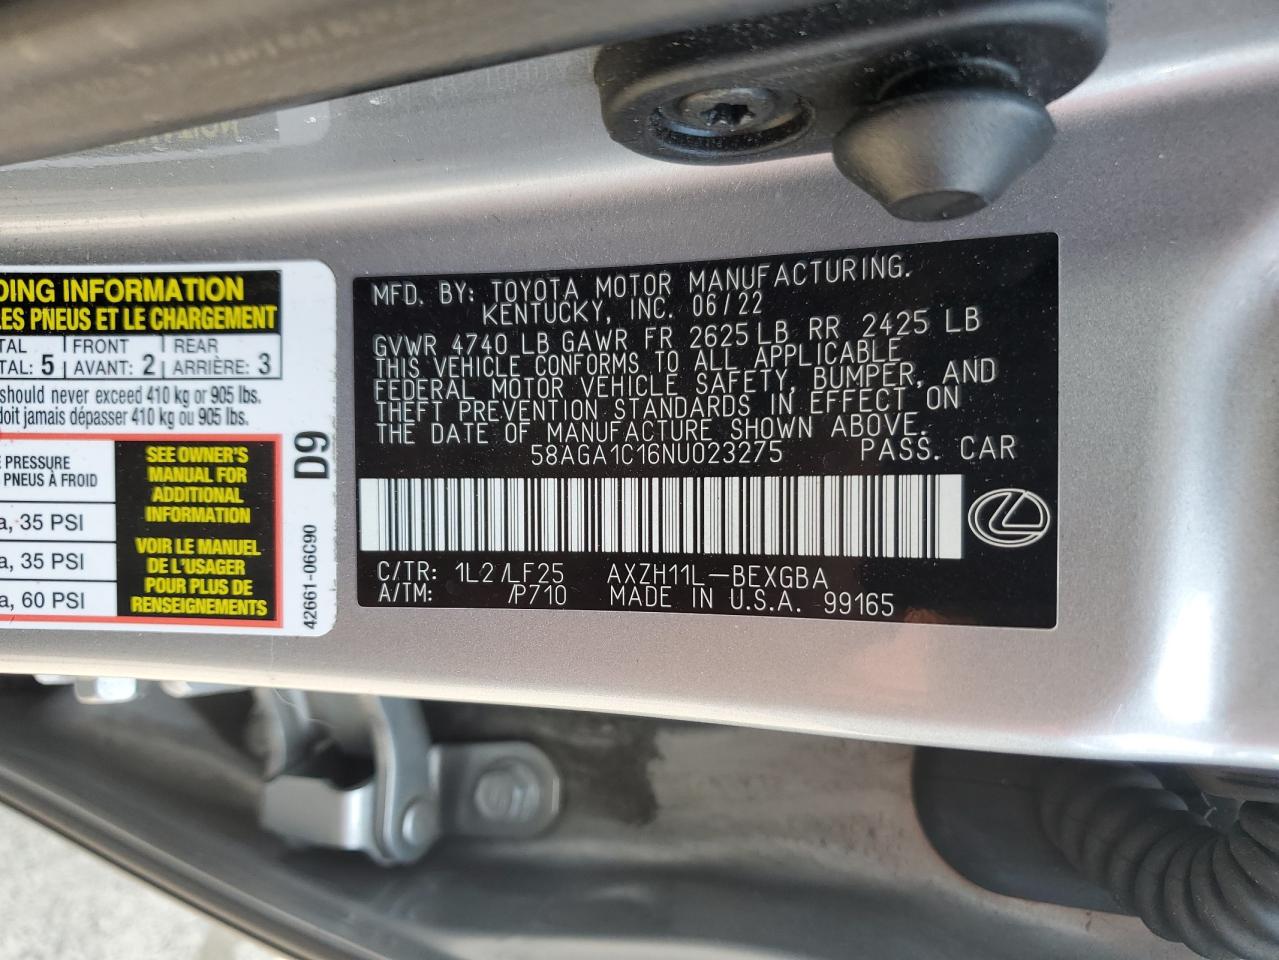 DING INFORMATION
LES PNEUS ET LE CHARGEMENT
TAL FRONT REAR
TAL: 5 AVANT: 2 ARRIÈRE: 3
should never exceed 410 kg or 905 lbs.
doit jamais dépasser 410 kg ou 905 lbs.
PRESSURE
PNEUS À FROID
a, 35 PSI
a, 35 PSI
a, 60 PSI
SEE OWNER'S
MANUAL FOR
ADDITIONAL
INFORMATION
VOIR LE MANUEL
DE L'USAGER
POUR PLUS DE
RENSEIGNEMENTS
D9
42661-06C90
MFD. BY: TOYOTA MOTOR MANUFACTURING.
KENTUCKY, INC. 06/22
GVWR 4740 LB GAWR FR 2625 LB RR 2425 LB
THIS VEHICLE CONFORMS TO ALL APPLICABLE
FEDERAL MOTOR VEHICLE SAFETY, BUMPER, AND
THEFT PREVENTION STANDARDS IN EFFECT ON
THE DATE OF MANUFACTURE SHOWN ABOVE.
58AGA1C16NU023275 PASS. CAR
C/TR: 1L2/LF25 AXZH11L-BEXGBA
A/TM: /P710 MADE IN U.S.A. 99165